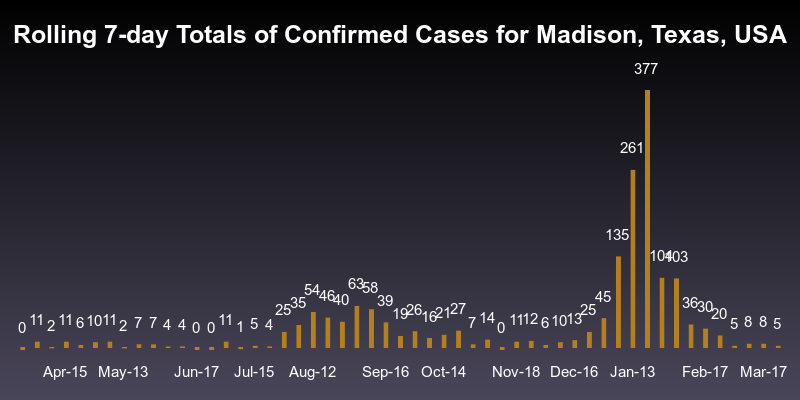 Rolling 7-day Totals of Confirmed Cases for Madison, Texas, USA
377
261
135
104 103
0 11 2 11 6 10 11 2 7 7 4 4 0 0 11 1 5 4 25 35 54 46 40 63 58 39 19 26 16 21 27 7 14 0 11 12 6 10 13 25 45 36 30 20 5 8 8 5
Apr-15 May-13 Jun-17 Jul-15 Aug-12 Sep-16 Oct-14 Nov-18 Dec-16 Jan-13 Feb-17 Mar-17